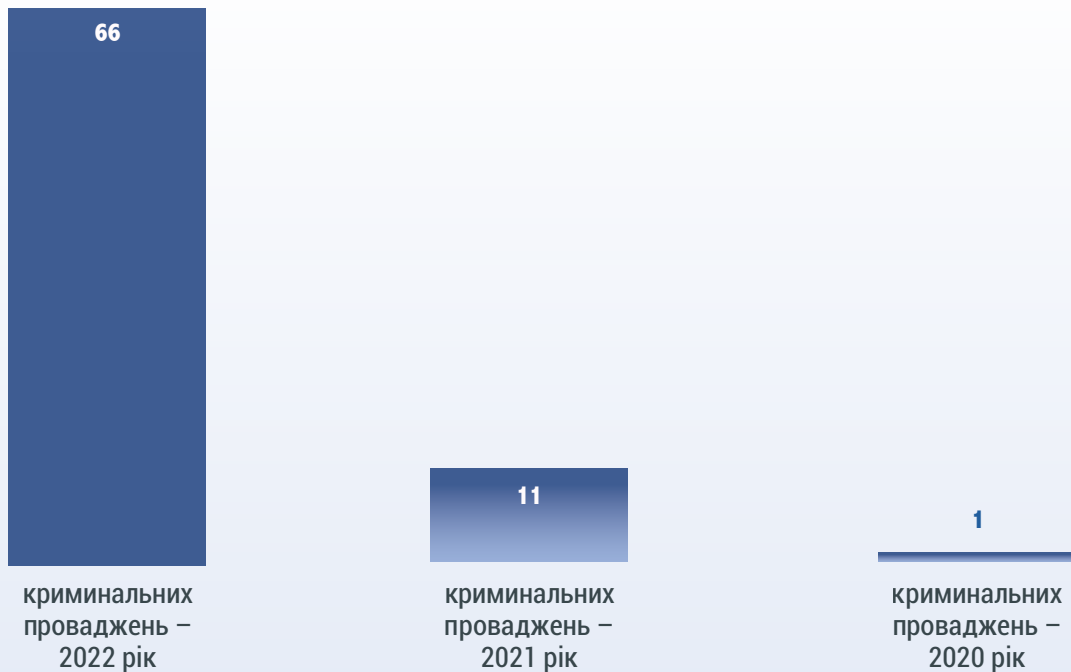 66
криминальних
проваджень –
2022 рік
11
криминальних
проваджень –
2021 рік
1
криминальних
проваджень –
2020 рік